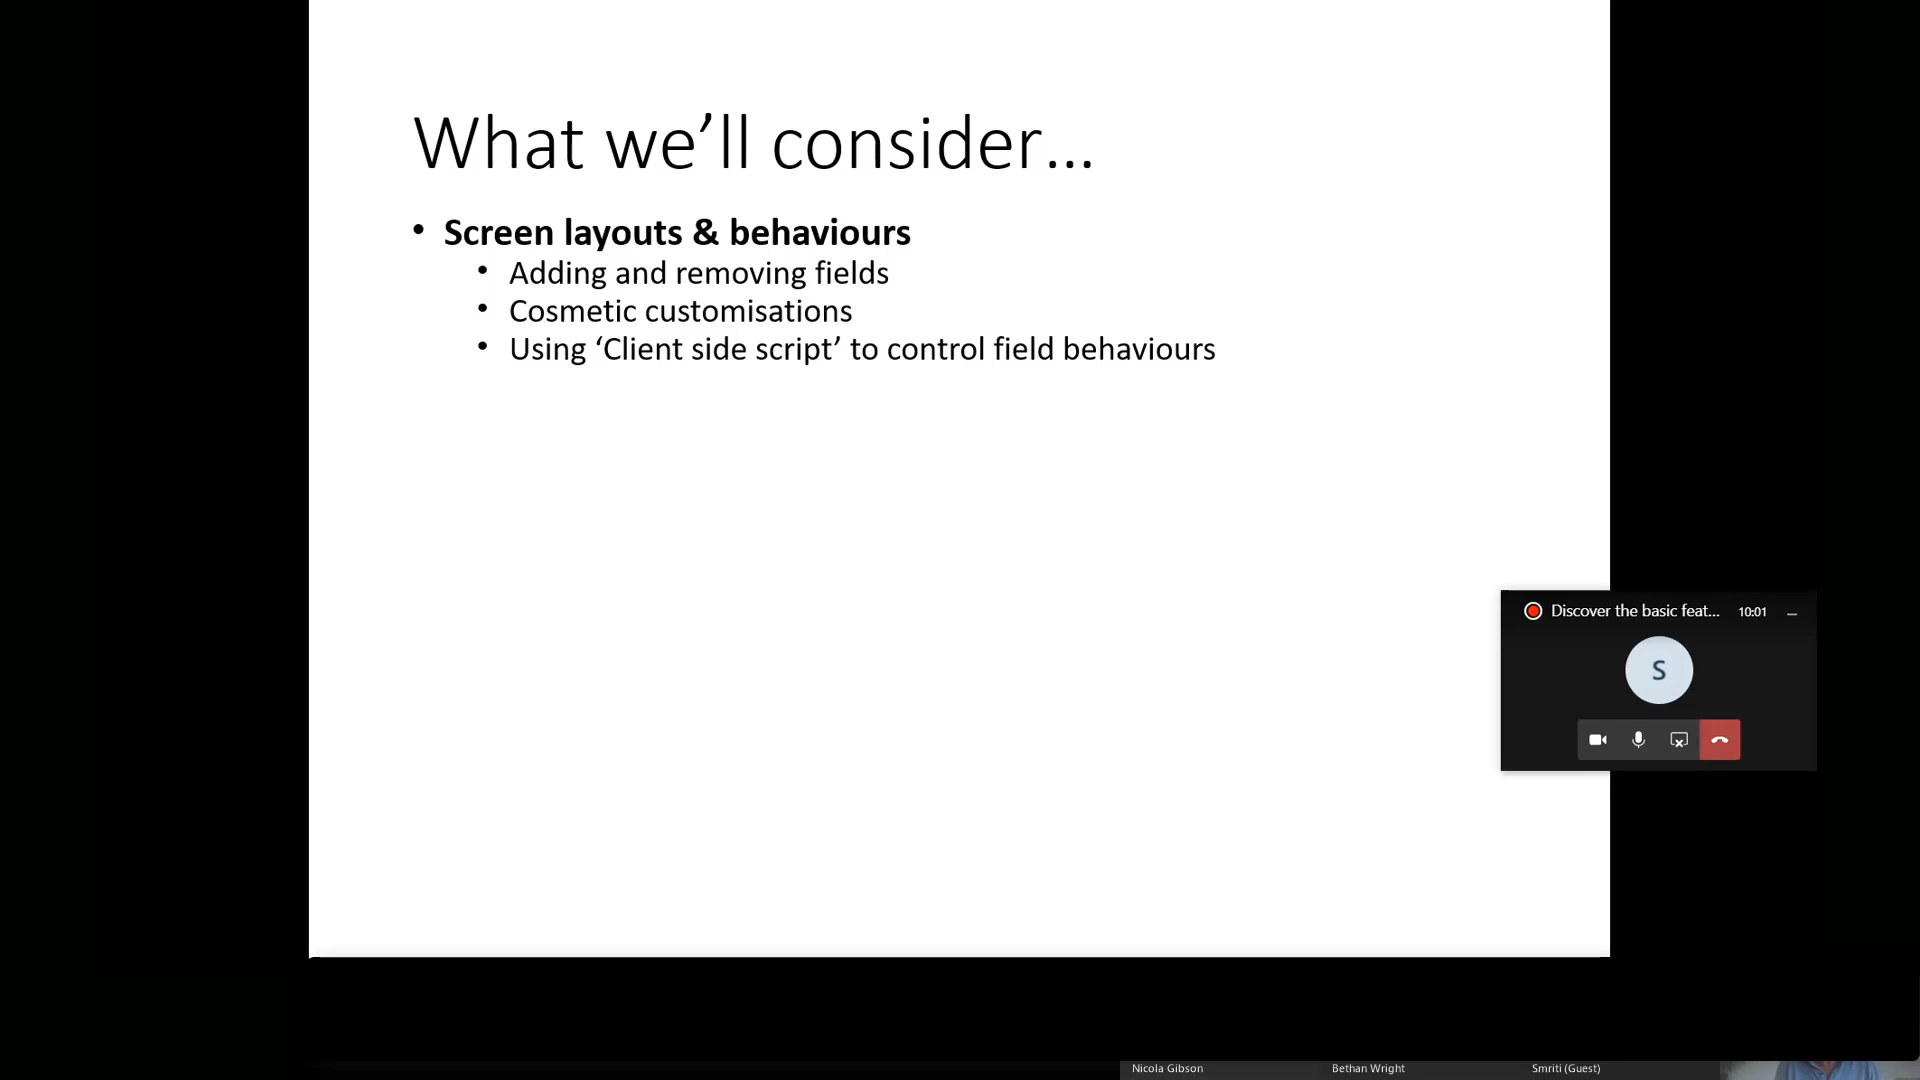 What we’ll consider...
• Screen layouts & behaviours
• Adding and removing fields
• Cosmetic customisations
• Using ‘Client side script’ to control field behaviours
Discover the basic feat... 10:01
S
Nicola Gibson Bethan Wright Smriti (Guest)